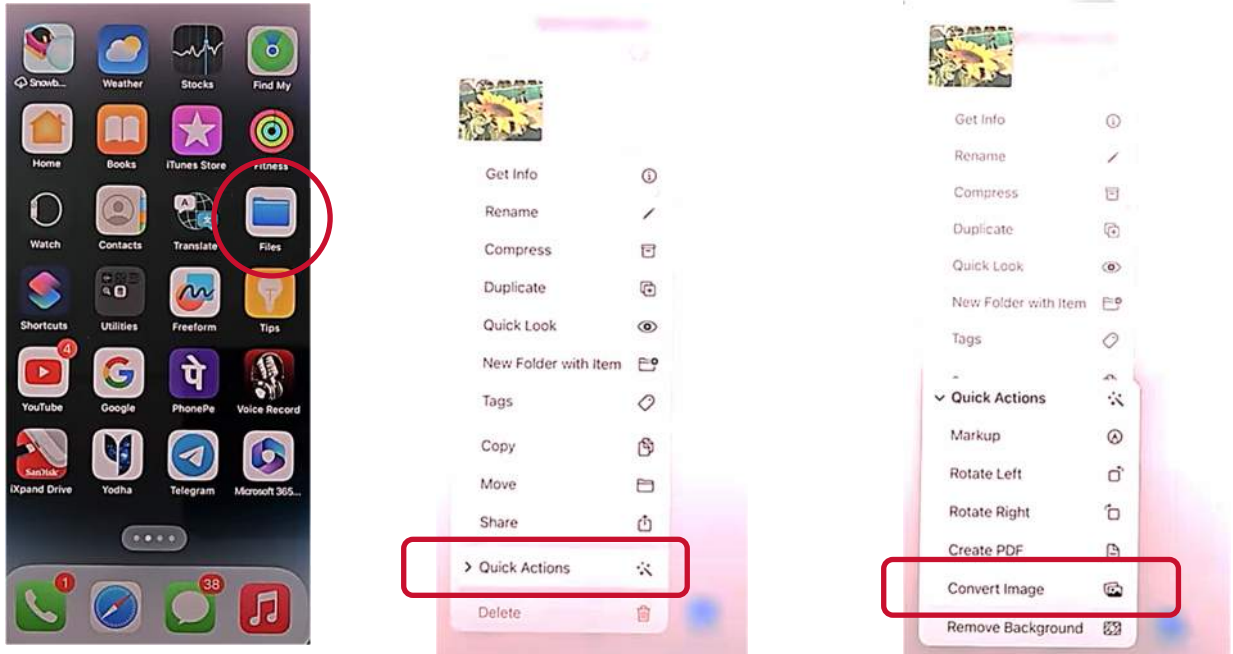 Snowb...
Weather
Stocks
Find My
Home
Books
iTunes Store
Fitness
Watch
Contacts
Translate
Files
Shortcuts
Utilities
Freeform
Tips
4
YouTube
Google
पे
PhonePe
Voice Record
SanDisk
iXpand Drive
Yodha
Telegram
Microsoft 365...
1
38
Get Info
Rename
Compress
Duplicate
Quick Look
New Folder with Item
Tags
Copy
Move
Share
Quick Actions
Delete
Get Info
Rename
Compress
Duplicate
Quick Look
New Folder with Item
Tags
Quick Actions
Markup
Rotate Left
Rotate Right
Create PDF
Convert Image
Remove Background